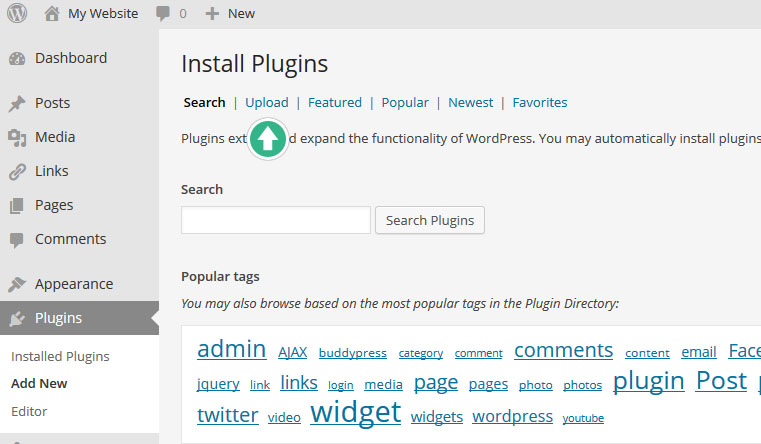 My Website 0 New
Dashboard
Posts
Media
Links
Pages
Comments
Appearance
Plugins
Installed Plugins
Add New
Editor
Install Plugins
Search | Upload | Featured | Popular | Newest | Favorites
Plugins ext d expand the functionality of WordPress. You may automatically install plugins
Search
Search Plugins
Popular tags
You may also browse based on the most popular tags in the Plugin Directory:
admin AJAX buddypress category comment comments content email Face
jquery link links login media page pages photo photos plugin Post p
twitter video widget widgets wordpress youtube